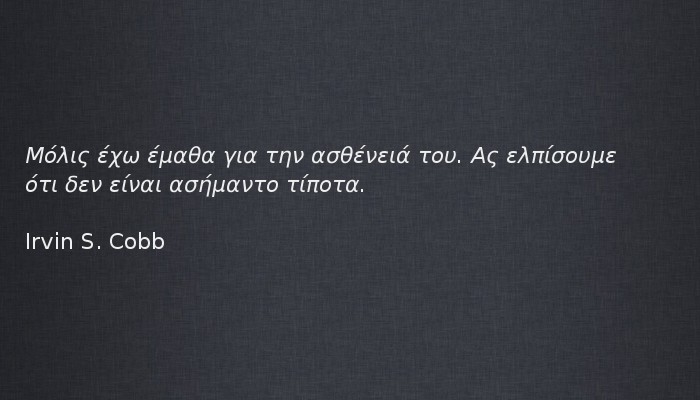 Μόλις έχω έμαθα για την ασθένειά του. Ας ελπίσουμε
ότι δεν είναι ασήμαντο τίποτα.
Irvin S. Cobb